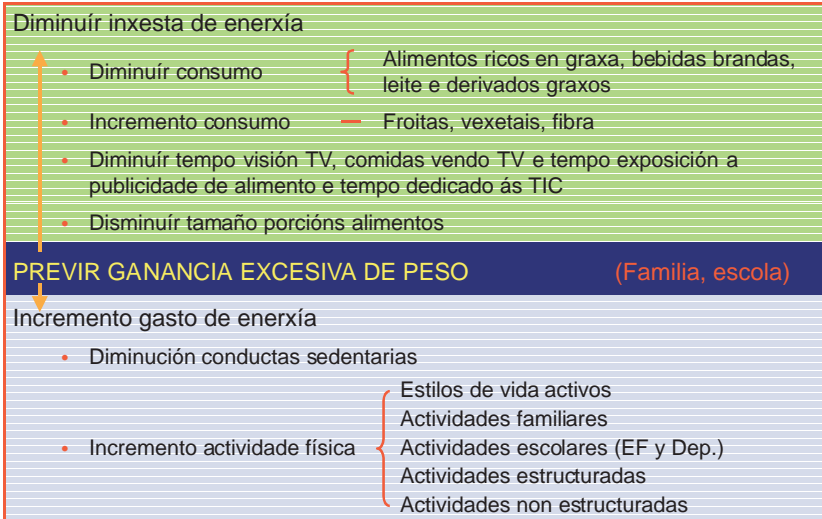 Diminuír inxesta de enerxía
• Diminuír consumo
Alimentos ricos en graxa, bebidas brandas,
leite e derivados graxos
• Incremento consumo — Froitas, vexetais, fibra
• Diminuír tempo visión TV, comidas vendo TV e tempo exposición a
publicidade de alimento e tempo dedicado ás TIC
• Disminuír tamaño porcións alimentos
PREVIR GANANCIA EXCESIVA DE PESO (Familia, escola)
Incremento gasto de enerxía
• Diminución conductas sedentarias
• Incremento actividade física
Estilos de vida activos
Actividades familiares
Actividades escolares (EF y Dep.)
Actividades estructuradas
Actividades non estructuradas